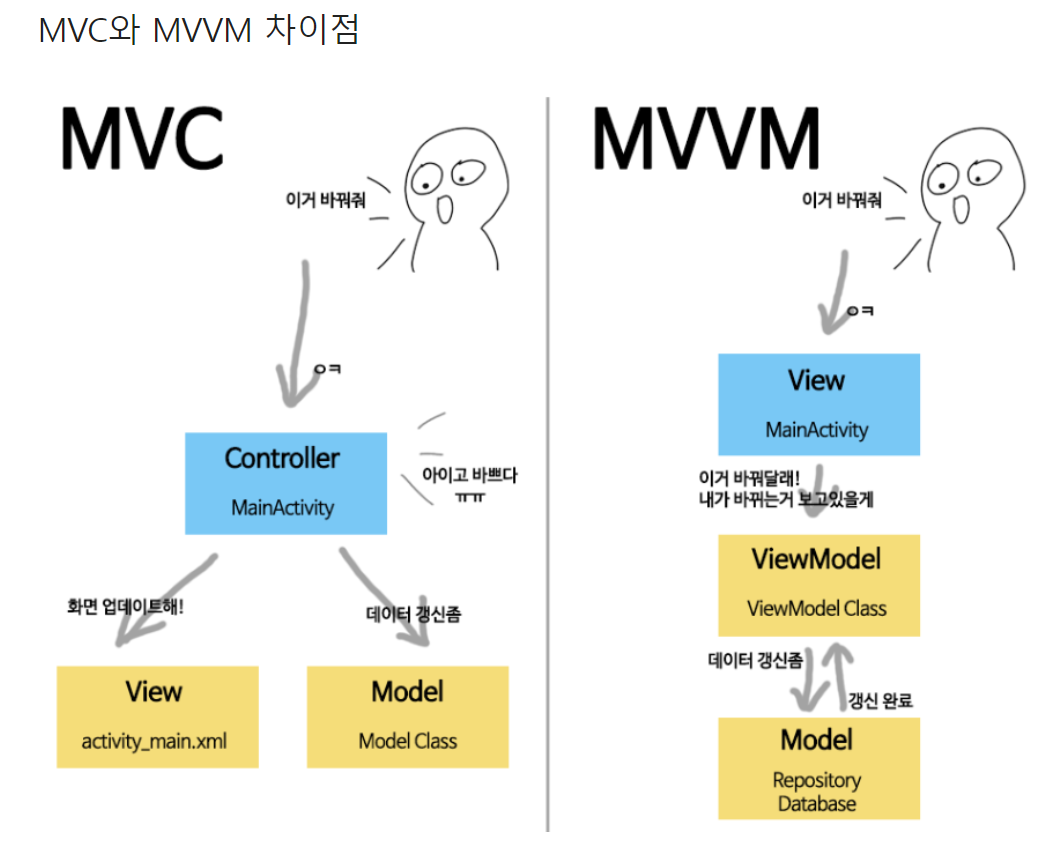 MVC와 MVVM 차이점
MVC
이거 바꿔줘
ㅇㅋ
Controller
MainActivity
아이고 바쁘다
ㅠㅠ
화면 업데이트해!
데이터 갱신좀
View
activity_main.xml
Model
Model Class
MVVM
이거 바꿔줘
ㅇㅋ
View
MainActivity
이거 바꿔달래!
내가 바뀌는거 보고있을게
ViewModel
ViewModel Class
데이터 갱신좀
갱신 완료
Model
Repository
Database